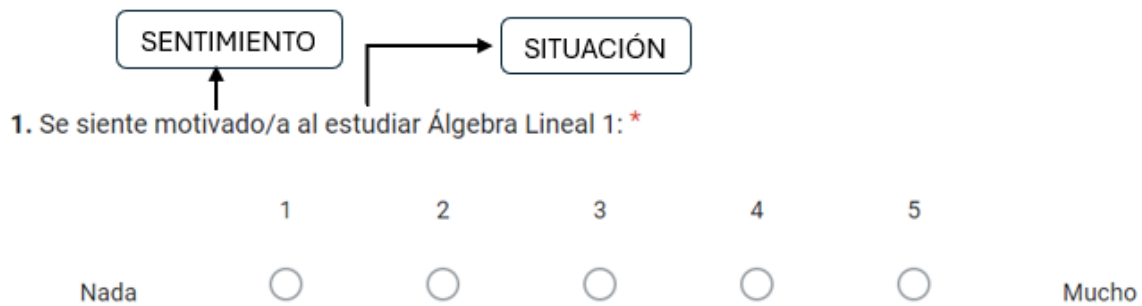 SENTIMIENTO
SITUACIÓN
1. Se siente motivado/a al estudiar Álgebra Lineal 1: *
1 2 3 4 5
Nada Mucho